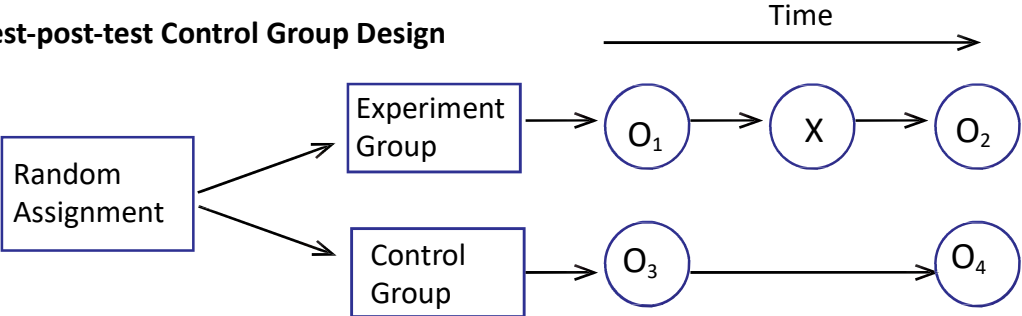 est-post-test Control Group Design
Time
Experiment
Group
O₁
X
O₂
Random
Assignment
Control
Group
O₃
O₄